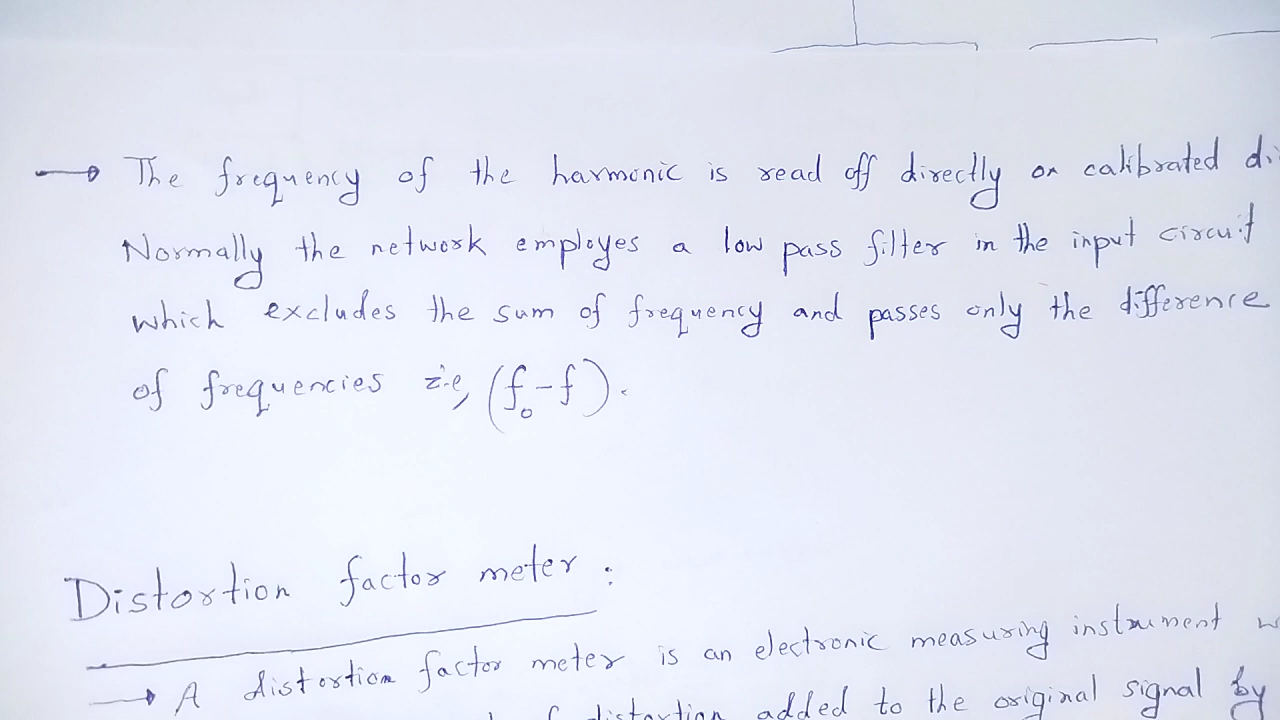 → The frequency of the harmonic is read off directly on calibrated
Normally the network employes a low pass filter in the input circuit
which excludes the sum of frequency and passes only the difference
of frequencies i.e, (f₀-f).
Distortion factor meter :
→ A distortion factor meter is an electronic measuring instrument
of distortion added to the original signal by